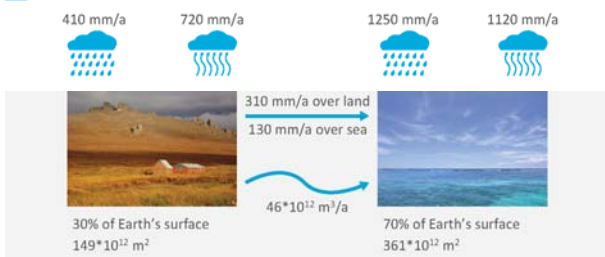 410 mm/a 720 mm/a 1250 mm/a 1120 mm/a
310 mm/a over land
130 mm/a over sea
46*10¹² m³/a
30% of Earth's surface
149*10¹² m²
70% of Earth's surface
361*10¹² m²